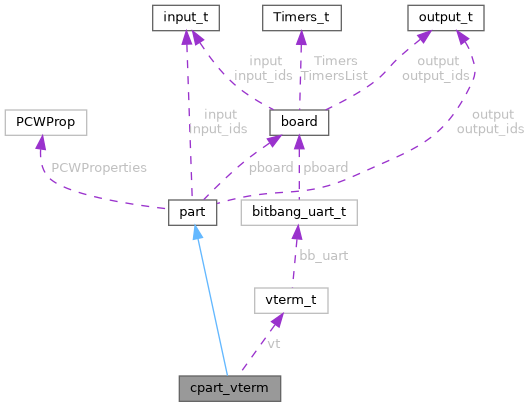 input_t
Timers_t
output_t
input
input_ids
Timers
TimersList
output
output_ids
PCWProp
input
input_ids
board
output
output_ids
PCWProperties
pboard
pboard
part
bitbang_uart_t
bb_uart
vterm_t
vt
cpart_vterm